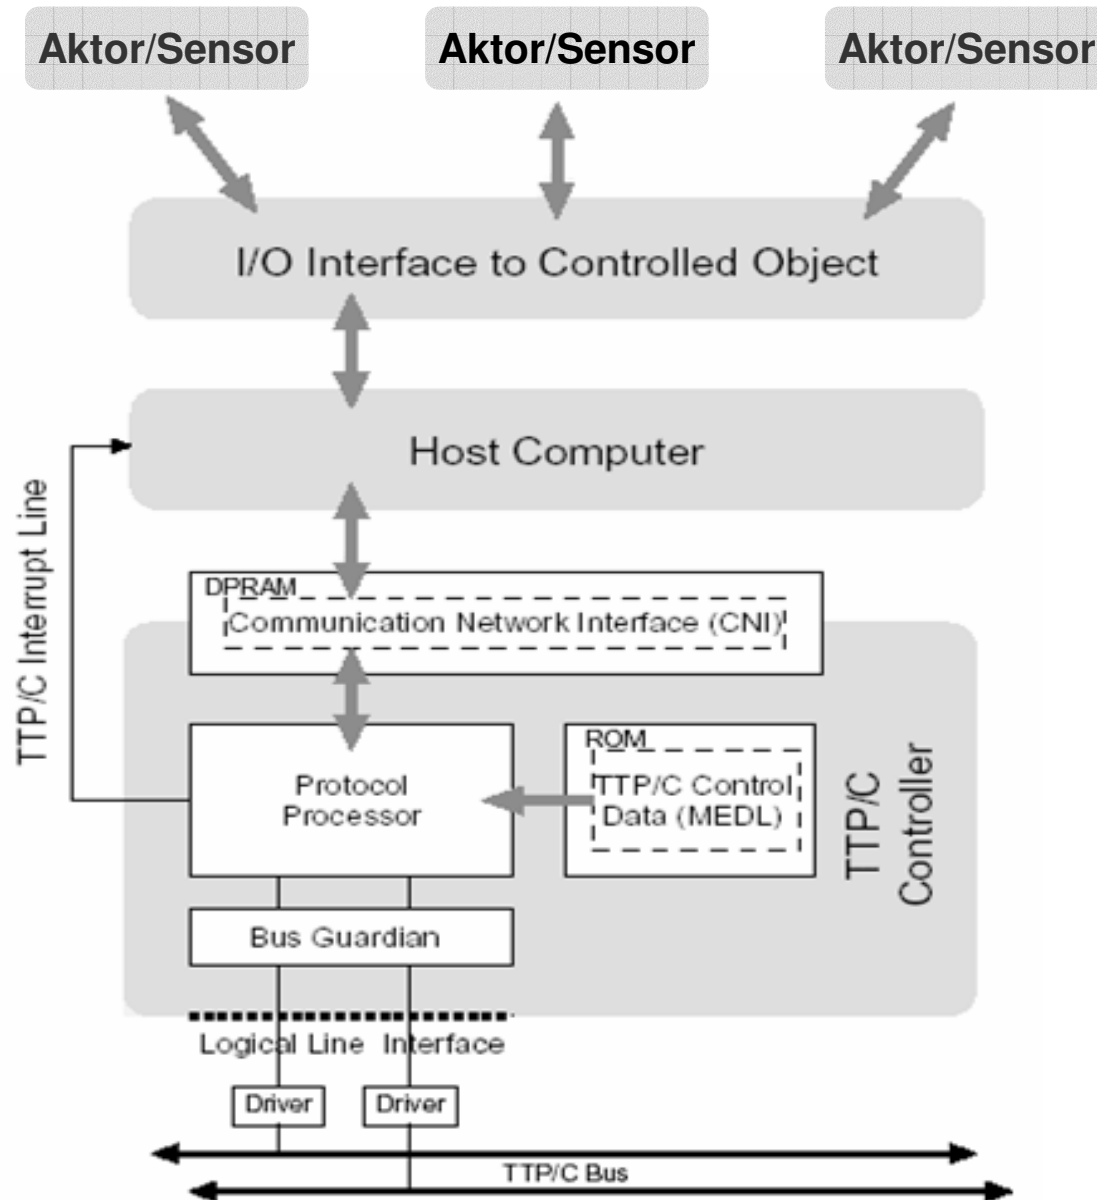 Aktor/Sensor
Aktor/Sensor
Aktor/Sensor
I/O Interface to Controlled Object
Host Computer
TTP/C Interrupt Line
DPRAM
Communication Network Interface (CNI)
Protocol
Processor
ROM
TTP/C Control
Data (MEDL)
TTP/C
Controller
Bus Guardian
Logical Line Interface
Driver
Driver
TTP/C Bus